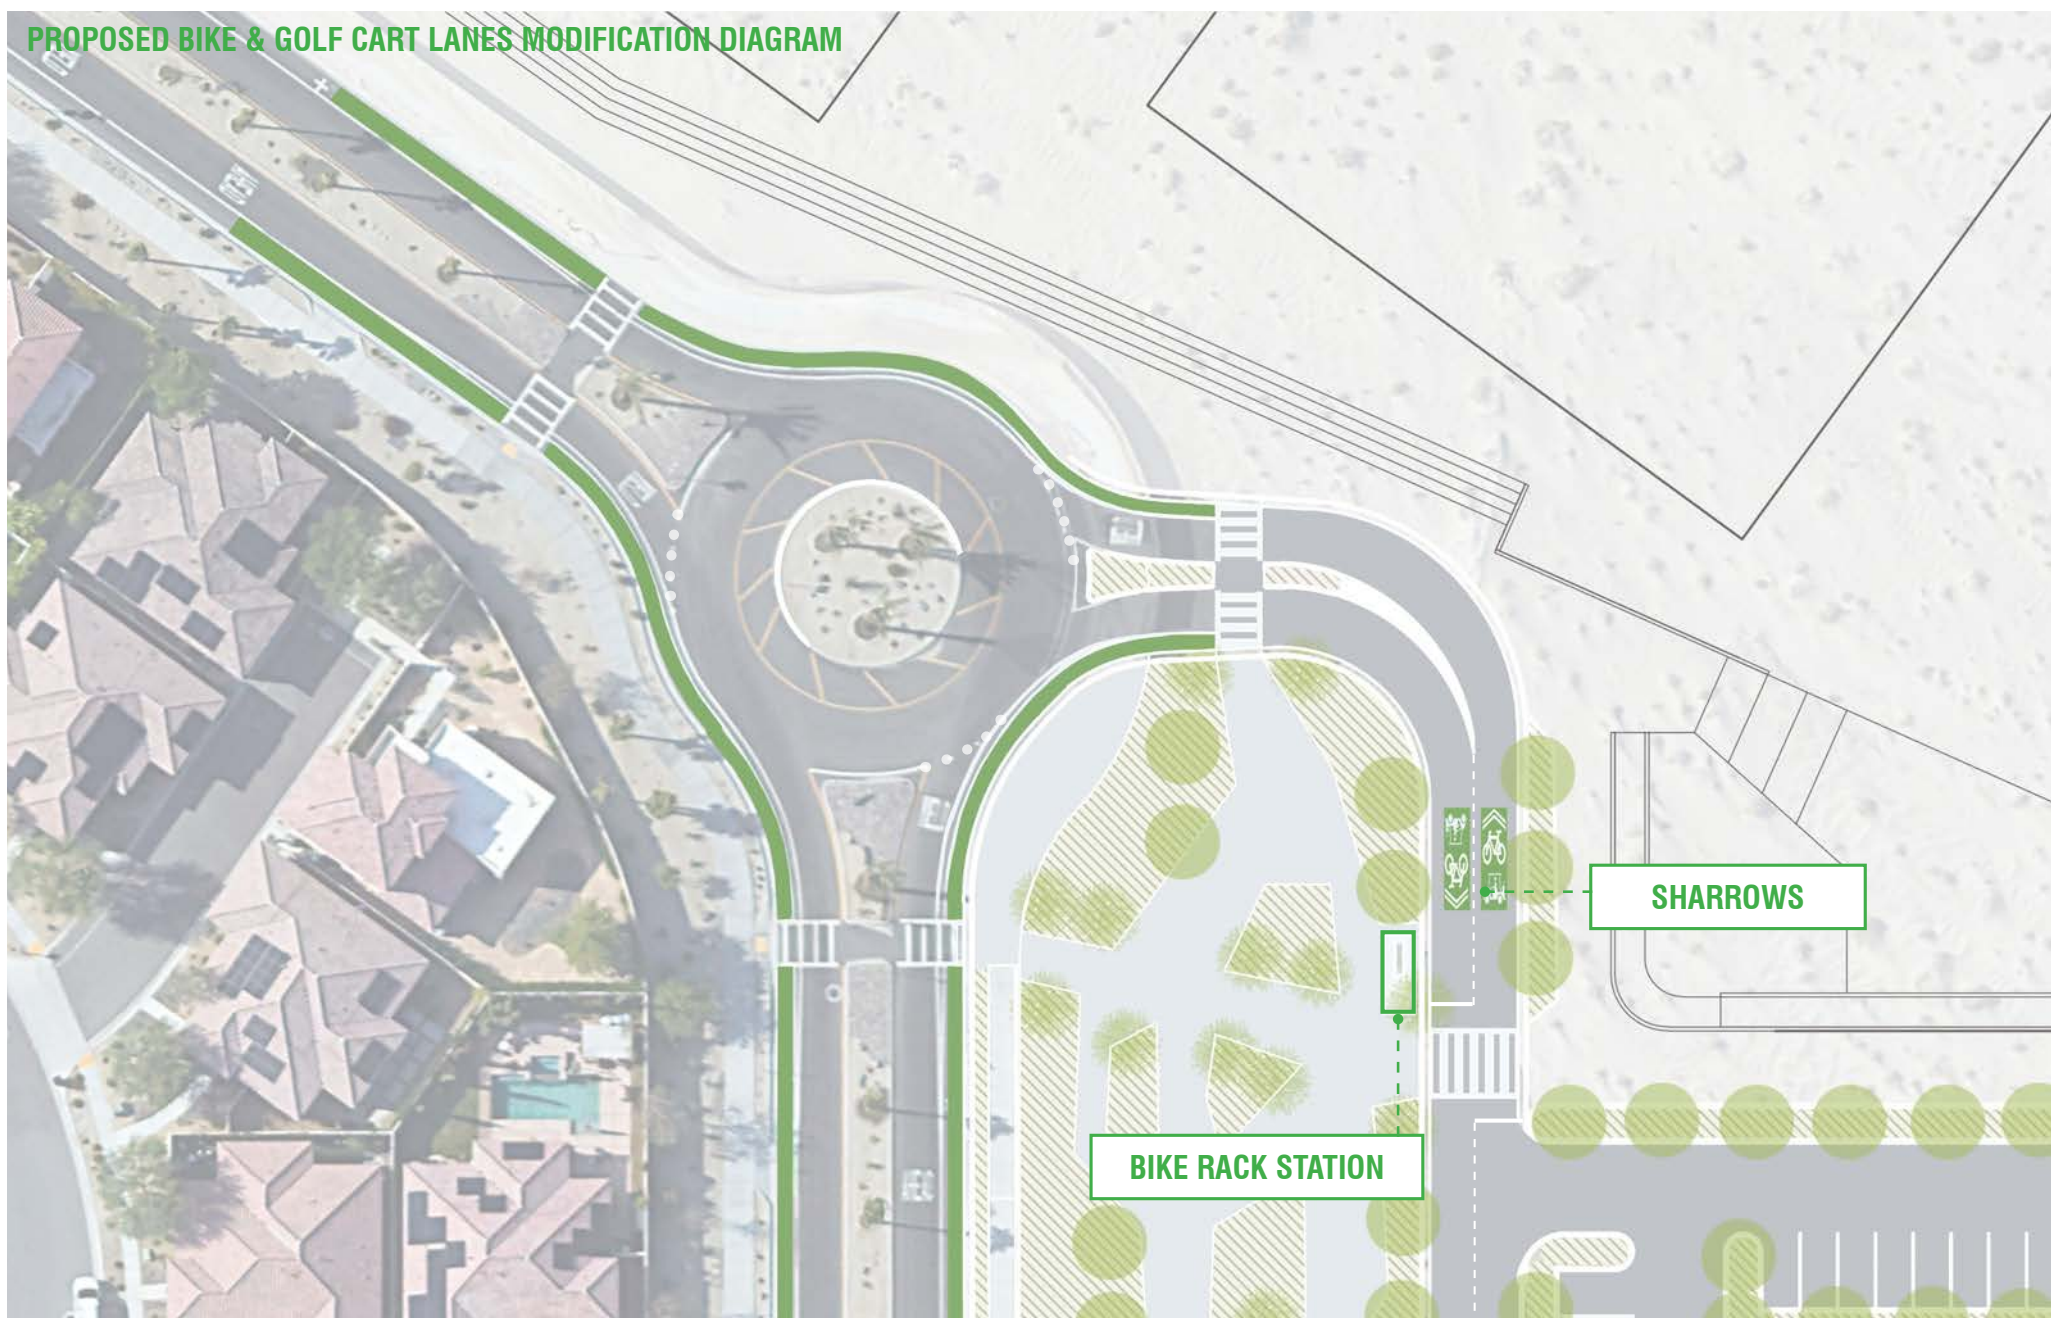 PROPOSED BIKE & GOLF CART LANES MODIFICATION DIAGRAM
SHARROWS
BIKE RACK STATION